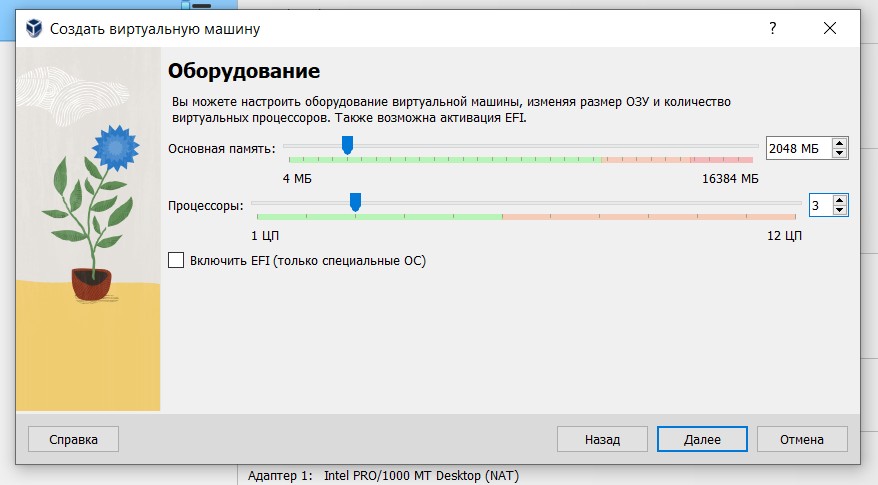 Создать виртуальную машину
?
Оборудование
Вы можете настроить оборудование виртуальной машины, изменяя размер ОЗУ и количество
виртуальных процессоров. Также возможна активация EFI.
Основная память:
2048 МБ
4 МБ
16384 МБ
Процессоры:
3
1 ЦП
12 ЦП
Включить EFI (только специальные ОС)
Справка
Назад
Далее
Отмена
Адаптер 1: Intel PRO/1000 MT Desktop (NAT)